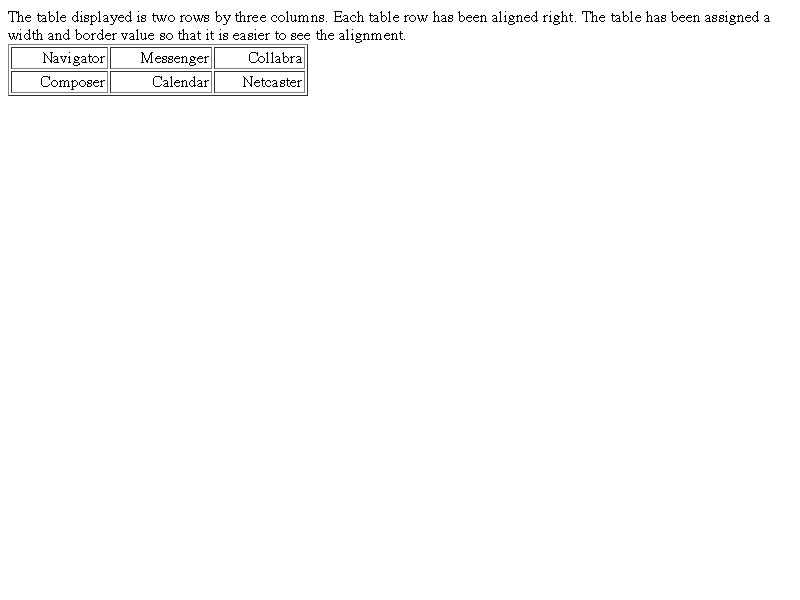 The table displayed is two rows by three columns. Each table row has been aligned right. The table has been assigned a
width and border value so that it is easier to see the alignment.
Navigator Messenger Collabra
Composer Calendar Netcaster